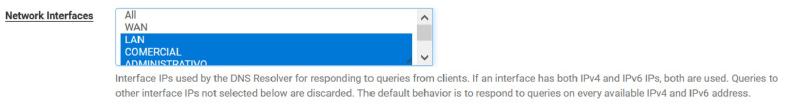 Network Interfaces
All
WAN
LAN
COMERCIAL
ADMINISTRATIVO
Interface IPs used by the DNS Resolver for responding to queries from clients. If an interface has both IPv4 and IPv6 IPs, both are used. Queries to
other interface IPs not selected below are discarded. The default behavior is to respond to queries on every available IPv4 and IPv6 address.